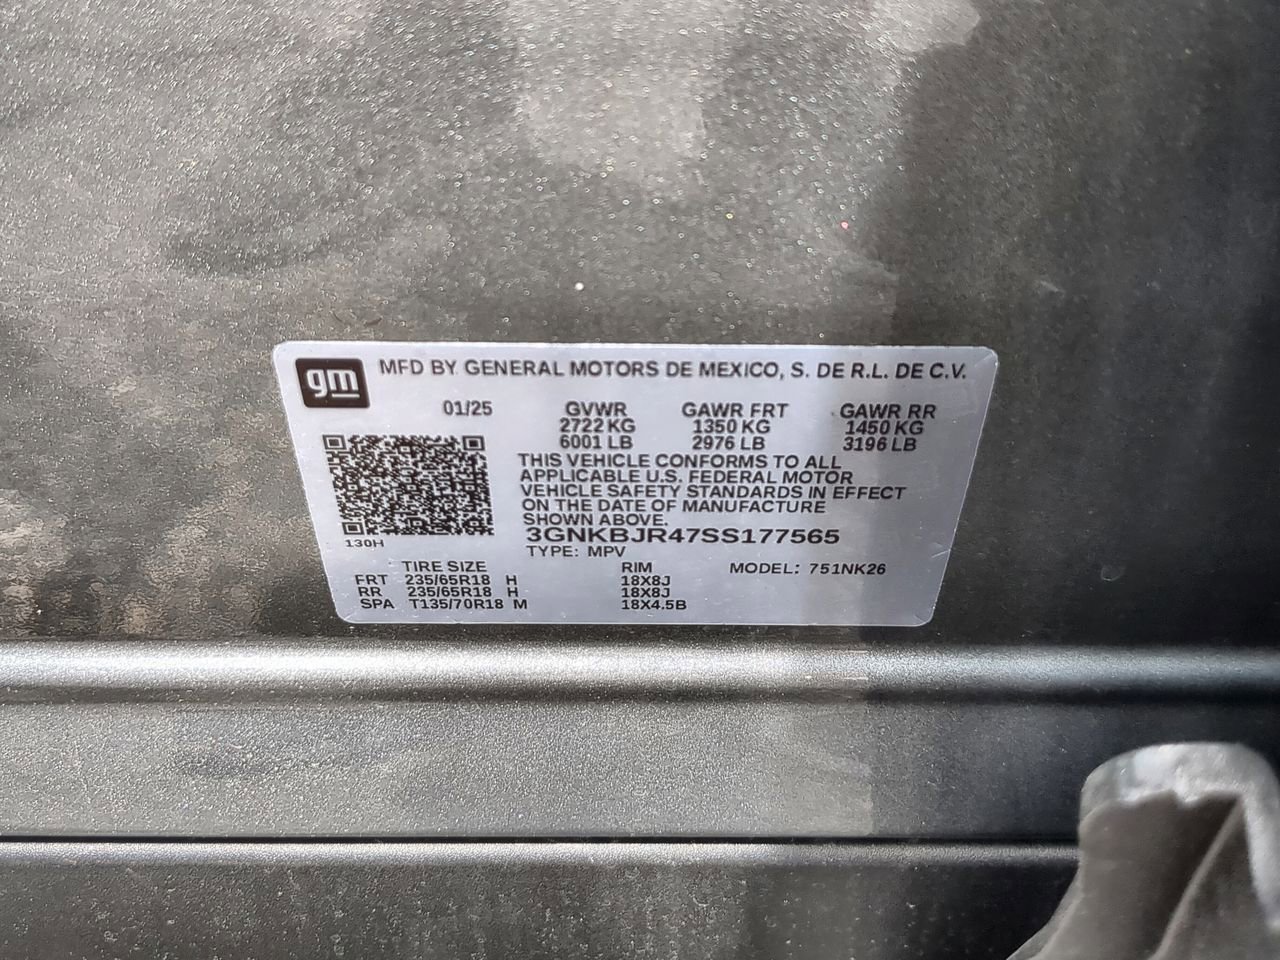 gm MFD BY GENERAL MOTORS DE MEXICO, S. DE R.L. DE C.V.
01/25 GVWR GAWR FRT GAWR RR
2722 KG 1350 KG 1450 KG
6001 LB 2976 LB 3196 LB
THIS VEHICLE CONFORMS TO ALL
APPLICABLE U.S. FEDERAL MOTOR
VEHICLE SAFETY STANDARDS IN EFFECT
ON THE DATE OF MANUFACTURE
SHOWN ABOVE.
3GNKBJR47SS177565
130H
TYPE: MPV
TIRE SIZE RIM MODEL: 751NK26
FRT 235/65R18 H 18X8J
RR 235/65R18 H 18X8J
SPA T135/70R18 M 18X4.5B